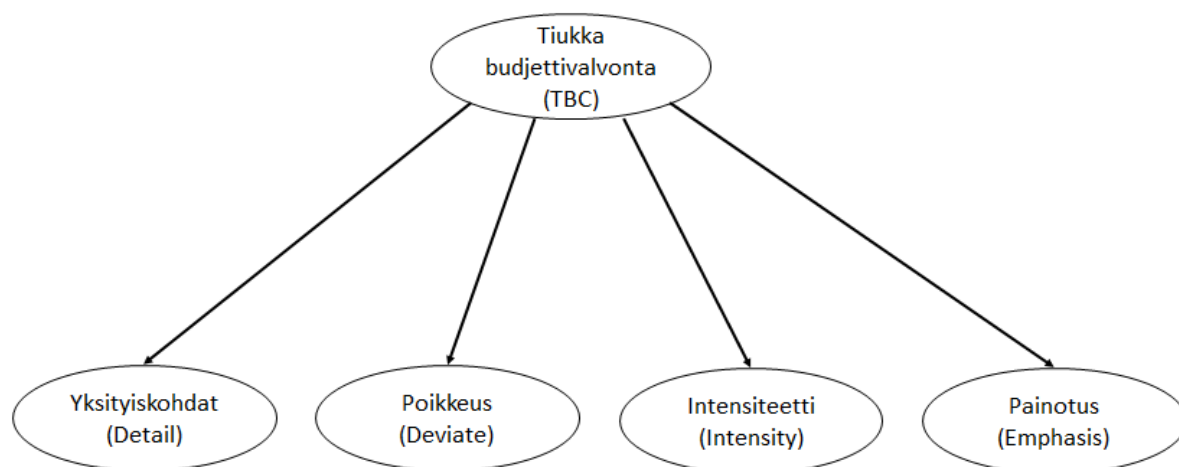 Tiukka
budjettivalvonta
(TBC)
Yksityiskohdat
(Detail)
Poikkeus
(Deviate)
Intensiteetti
(Intensity)
Painotus
(Emphasis)